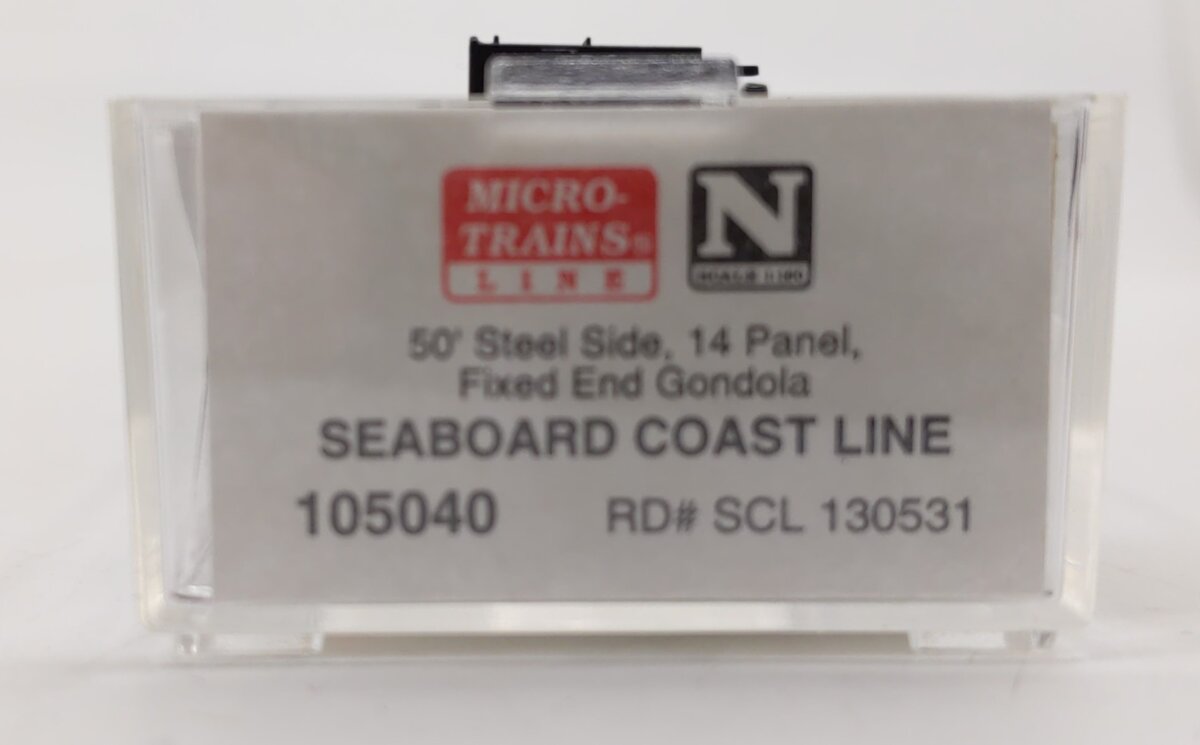 MICRO-
TRAINS®
LINE
N
SCALE 1:160
50' Steel Side, 14 Panel,
Fixed End Gondola
SEABOARD COAST LINE
105040 RD# SCL 130531